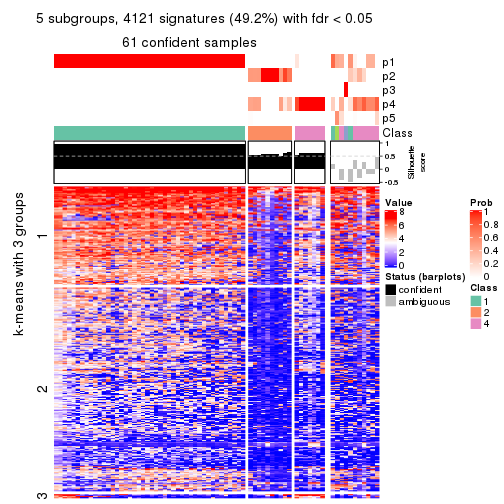 5 subgroups, 4121 signatures (49.2%) with fdr < 0.05
61 confident samples
p1
p2
p3
p4
p5
Class
1
0.5
0
-0.5
Silhouette
score
k-means with 3 groups
1
2
3
Value
8
6
4
2
0
Status (barplots)
confident
ambiguous
Prob
1
0.8
0.6
0.4
0.2
0
Class
1
2
4